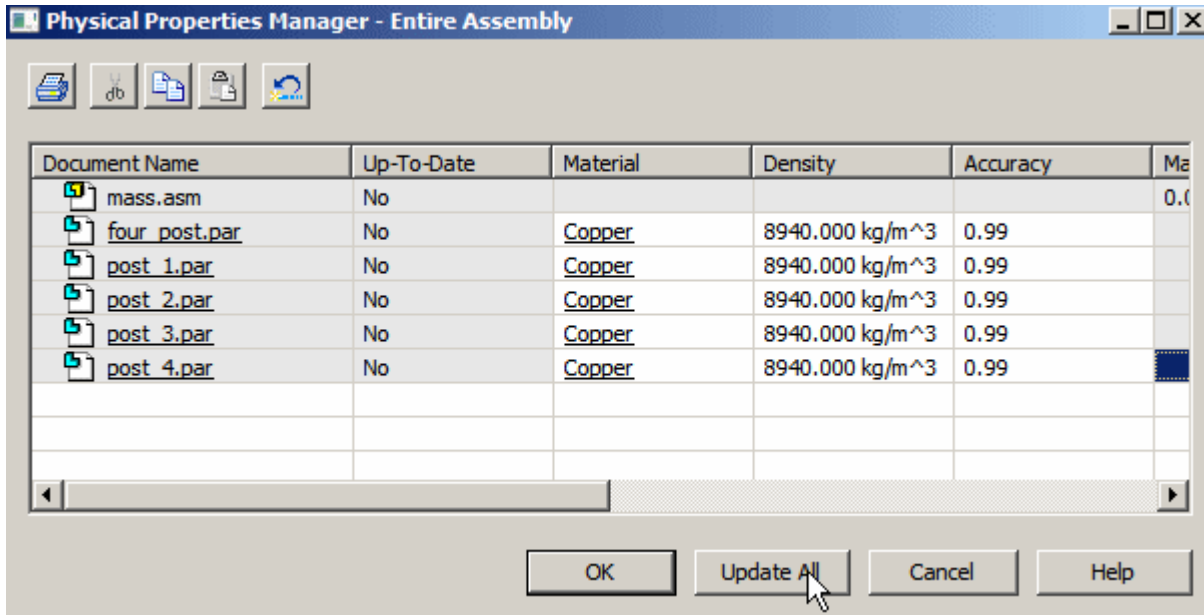 Physical Properties Manager - Entire Assembly
Document Name Up-To-Date Material Density Accuracy Ma
mass.asm No 0.0
four_post.par No Copper 8940.000 kg/m^3 0.99
post_1.par No Copper 8940.000 kg/m^3 0.99
post_2.par No Copper 8940.000 kg/m^3 0.99
post_3.par No Copper 8940.000 kg/m^3 0.99
post_4.par No Copper 8940.000 kg/m^3 0.99
OK Update All Cancel Help